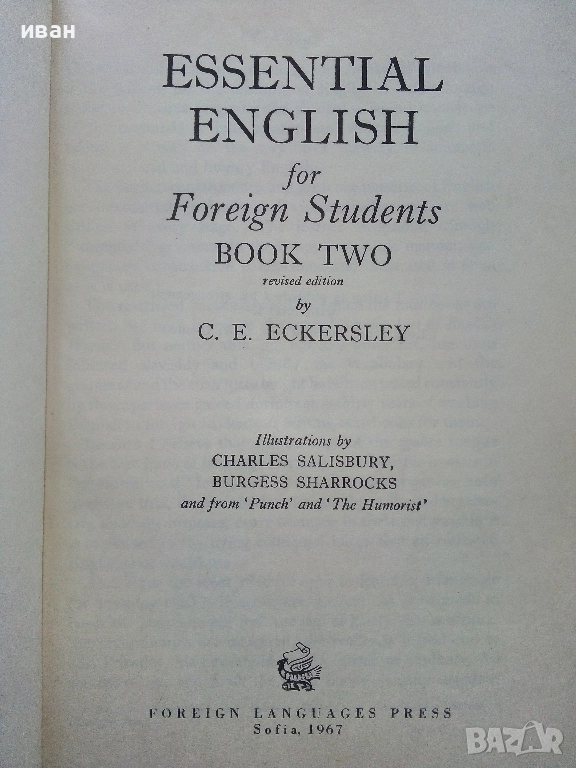 иван
ESSENTIAL
ENGLISH
for
Foreign Students
BOOK TWO
revised edition
by
C. E. ECKERSLEY
Illustrations by
CHARLES SALISBURY,
BURGESS SHARROCKS
and from 'Punch' and 'The Humorist'
FOREIGN LANGUAGES PRESS
Sofia, 1967
BAZAR